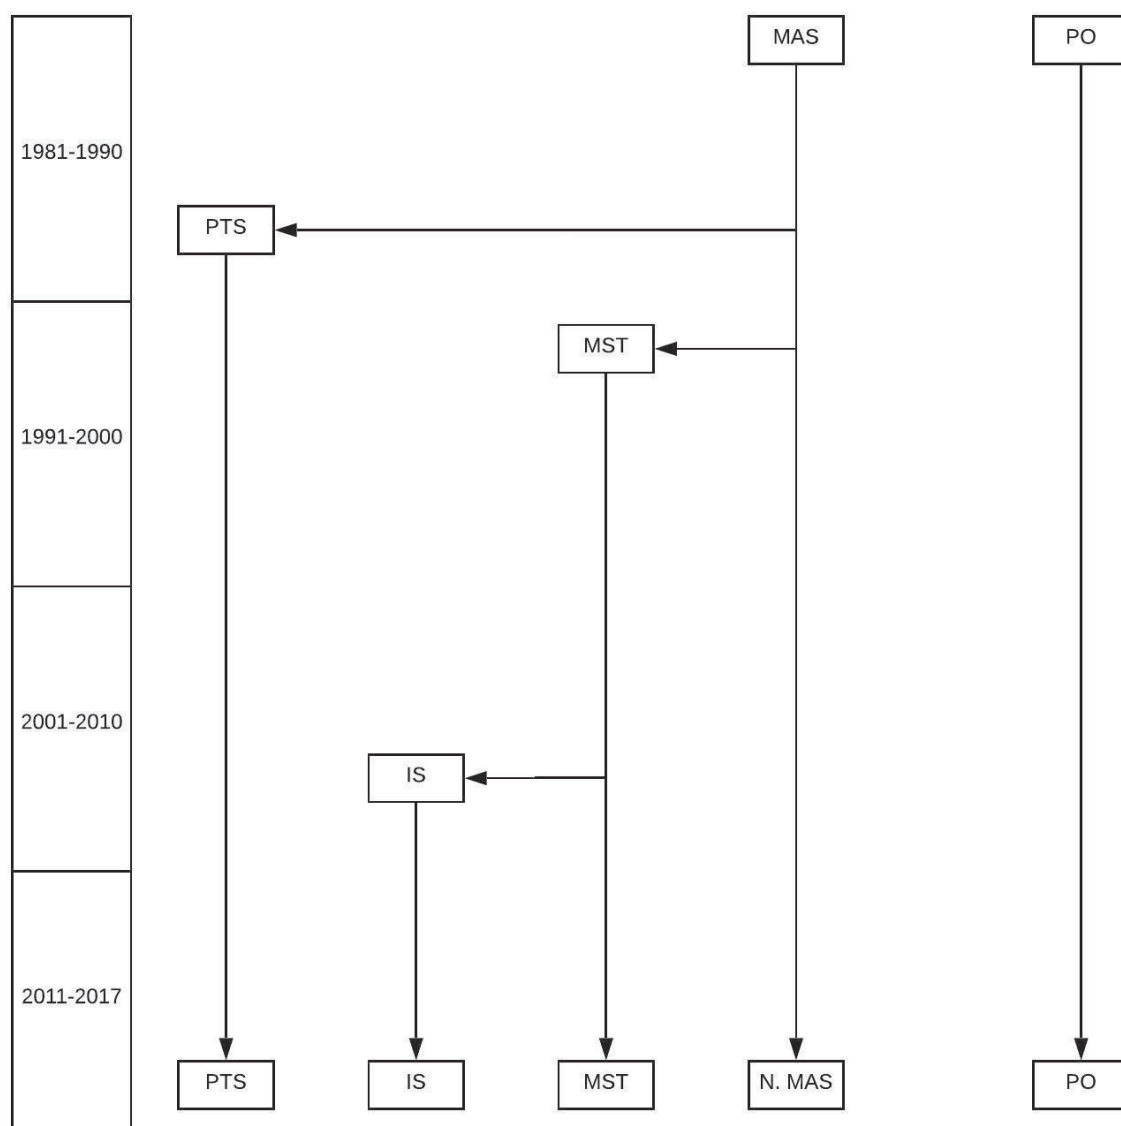 MAS
PO
1981-1990
PTS
MST
1991-2000
2001-2010
IS
2011-2017
PTS
IS
MST
N. MAS
PO